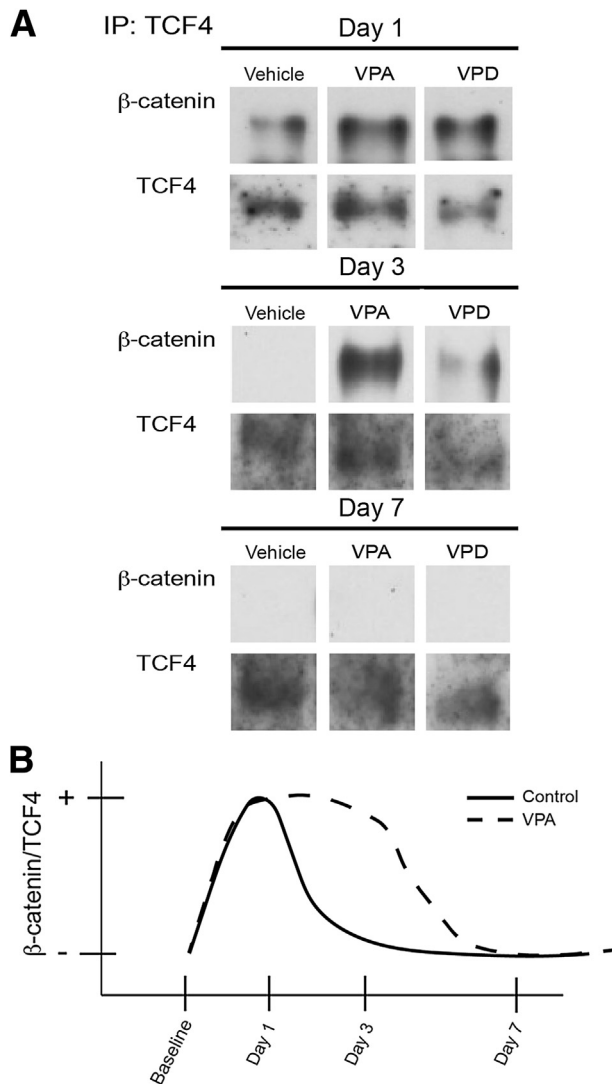 A
IP: TCF4
Day 1
Vehicle VPA VPD
β-catenin
TCF4
Day 3
Vehicle VPA VPD
β-catenin
TCF4
Day 7
Vehicle VPA VPD
β-catenin
TCF4
B
β-catenin/TCF4
+
-
Control
VPA
Baseline
Day 1
Day 3
Day 7